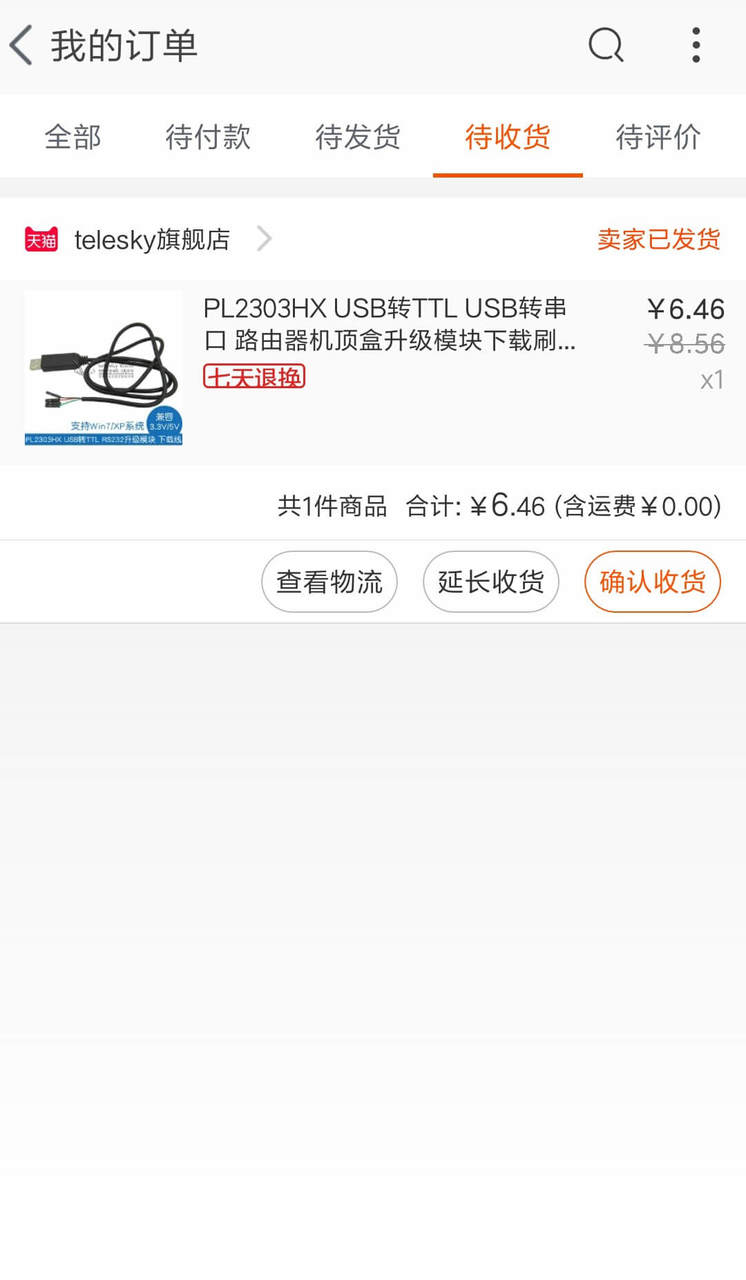 我的订单
全部 待付款 待发货 待收货 待评价
天猫 telesky旗舰店 卖家已发货
PL2303HX USB转TTL USB转串 ￥6.46
口 路由器机顶盒升级模块下载刷... ￥8.56
七天退换 x1
兼容
支持Win7/XP系统 3.3V/5V
PL2303HX USB转TTL RS232升级模块 下载线
共1件商品 合计: ￥6.46 (含运费￥0.00)
查看物流 延长收货 确认收货